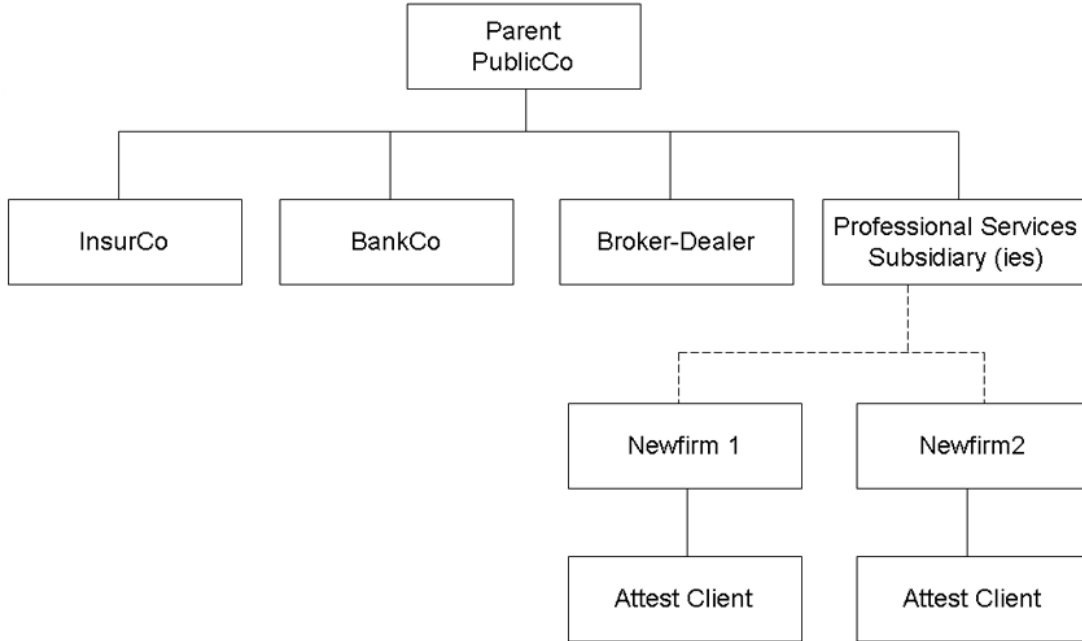 Parent
PublicCo
InsurCo
BankCo
Broker-Dealer
Professional Services
Subsidiary (ies)
Newfirm 1
Newfirm2
Attest Client
Attest Client